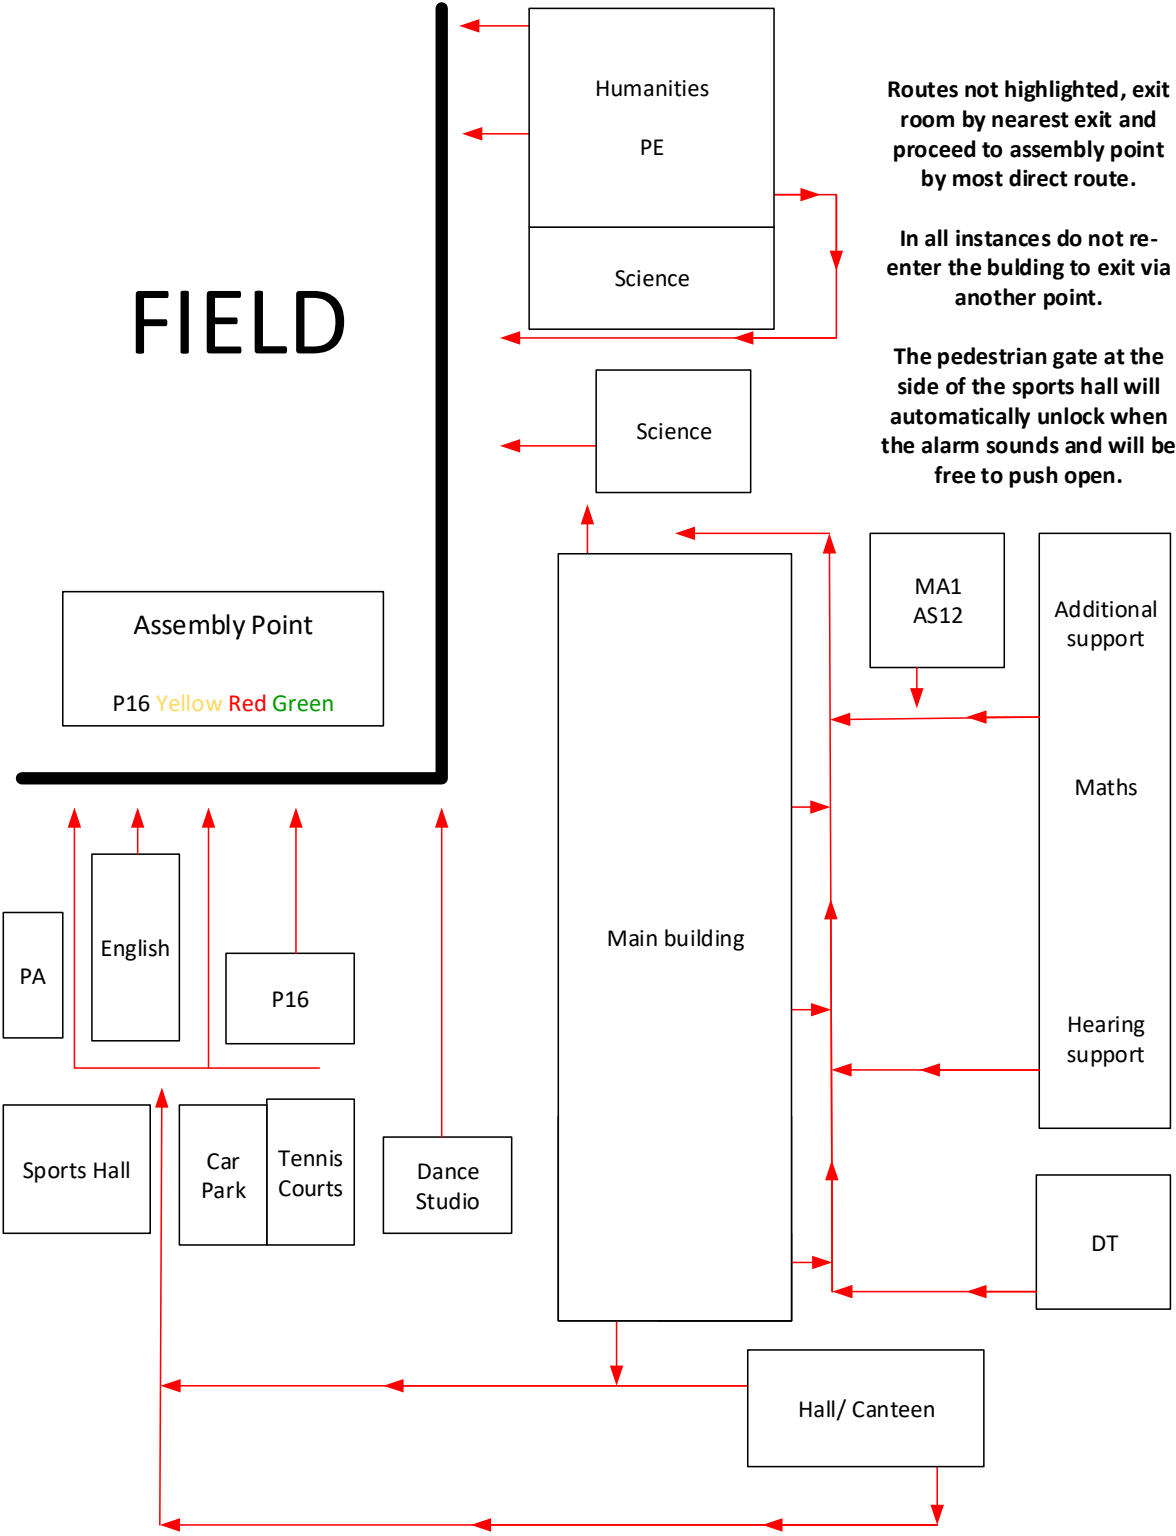 Humanities
PE
Science
Routes not highlighted, exit
room by nearest exit and
proceed to assembly point
by most direct route.
In all instances do not re-
enter the bulding to exit via
another point.
The pedestrian gate at the
side of the sports hall will
automatically unlock when
the alarm sounds and will be
free to push open.
FIELD
Science
Assembly Point
P16 Yellow Red Green
MA1
AS12
Additional
support
Maths
Hearing
support
Main building
English
PA
P16
Sports Hall
Car
Park
Tennis
Courts
Dance
Studio
DT
Hall/ Canteen